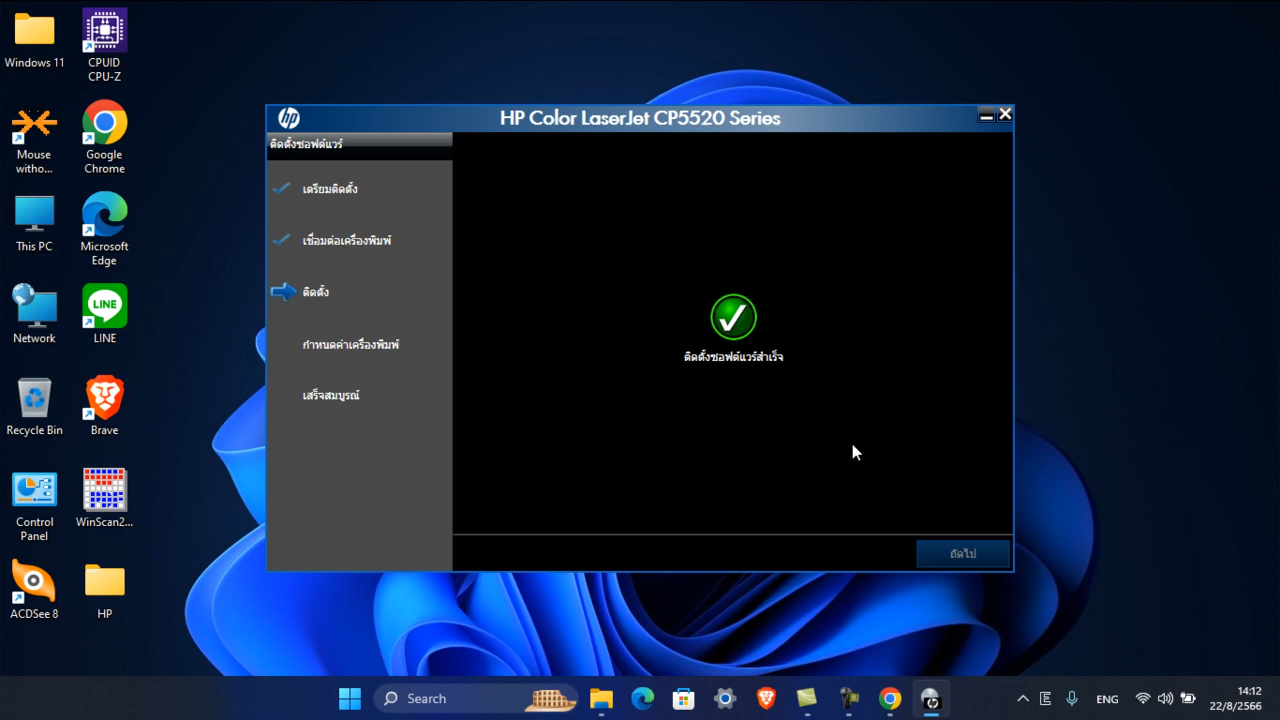 Windows 11
CPUID
CPU-Z
Mouse
witho...
Google
Chrome
This PC
Microsoft
Edge
Network
LINE
LINE
Recycle Bin
Brave
Control
Panel
WinScan2...
ACDSee 8
HP
hp
HP Color LaserJet CP5520 Series
ติดตั้งซอฟต์แวร์
เตรียมติดตั้ง
เชื่อมต่อเครื่องพิมพ์
ติดตั้ง
กำหนดค่าเครื่องพิมพ์
เสร็จสมบูรณ์
ติดตั้งซอฟต์แวร์สำเร็จ
ถัดไป
Search
hp
ENG
14:12
22/8/2566